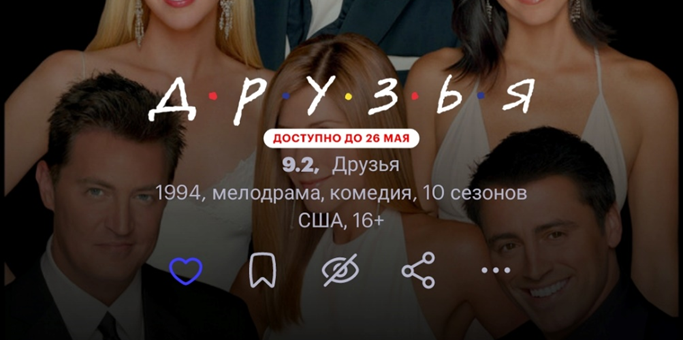 Д·Р·У·З·Ь·Я
ДОСТУПНО ДО 26 МАЯ
9.2, Друзья
1994, мелодрама, комедия, 10 сезонов
США, 16+